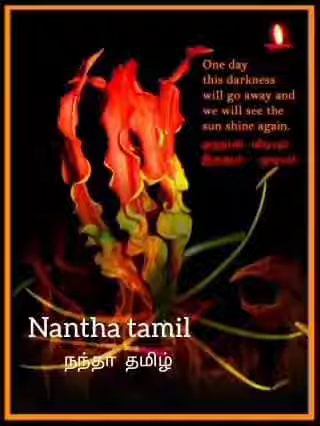 One day
this darkness
will go away and
we will see the
sun shine again.
Nantha tamil
நந்தா தமிழ்